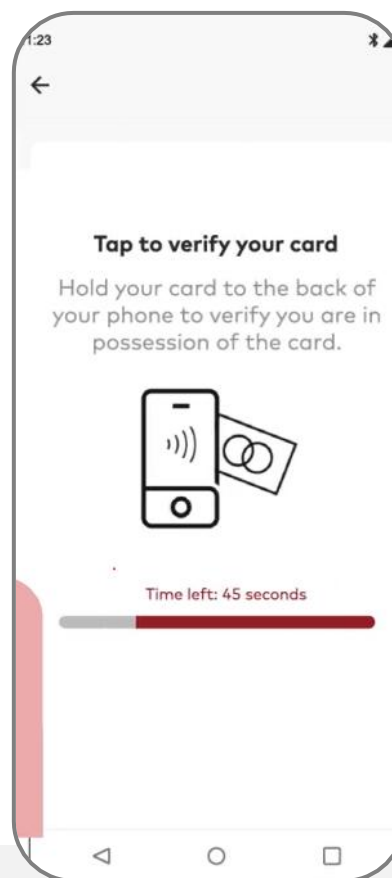 1:23
Tap to verify your card
Hold your card to the back of
your phone to verify you are in
possession of the card.
Time left: 45 seconds